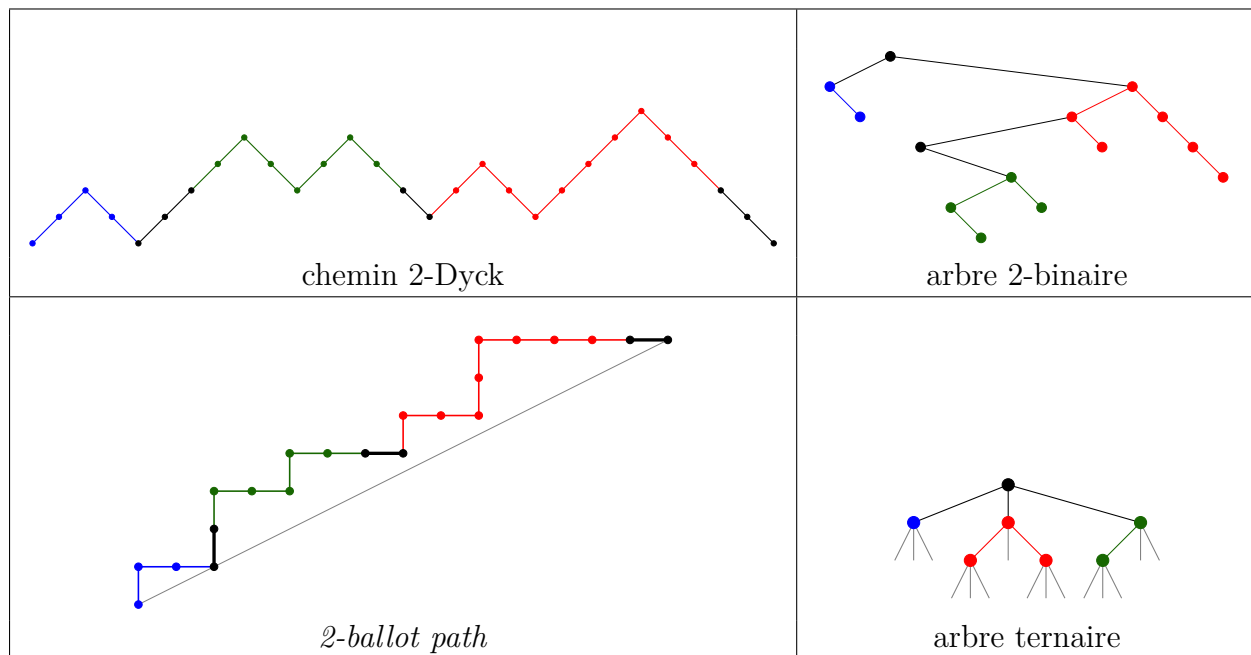 chemin 2-Dyck
arbre 2-binaire
2-ballot path
arbre ternaire